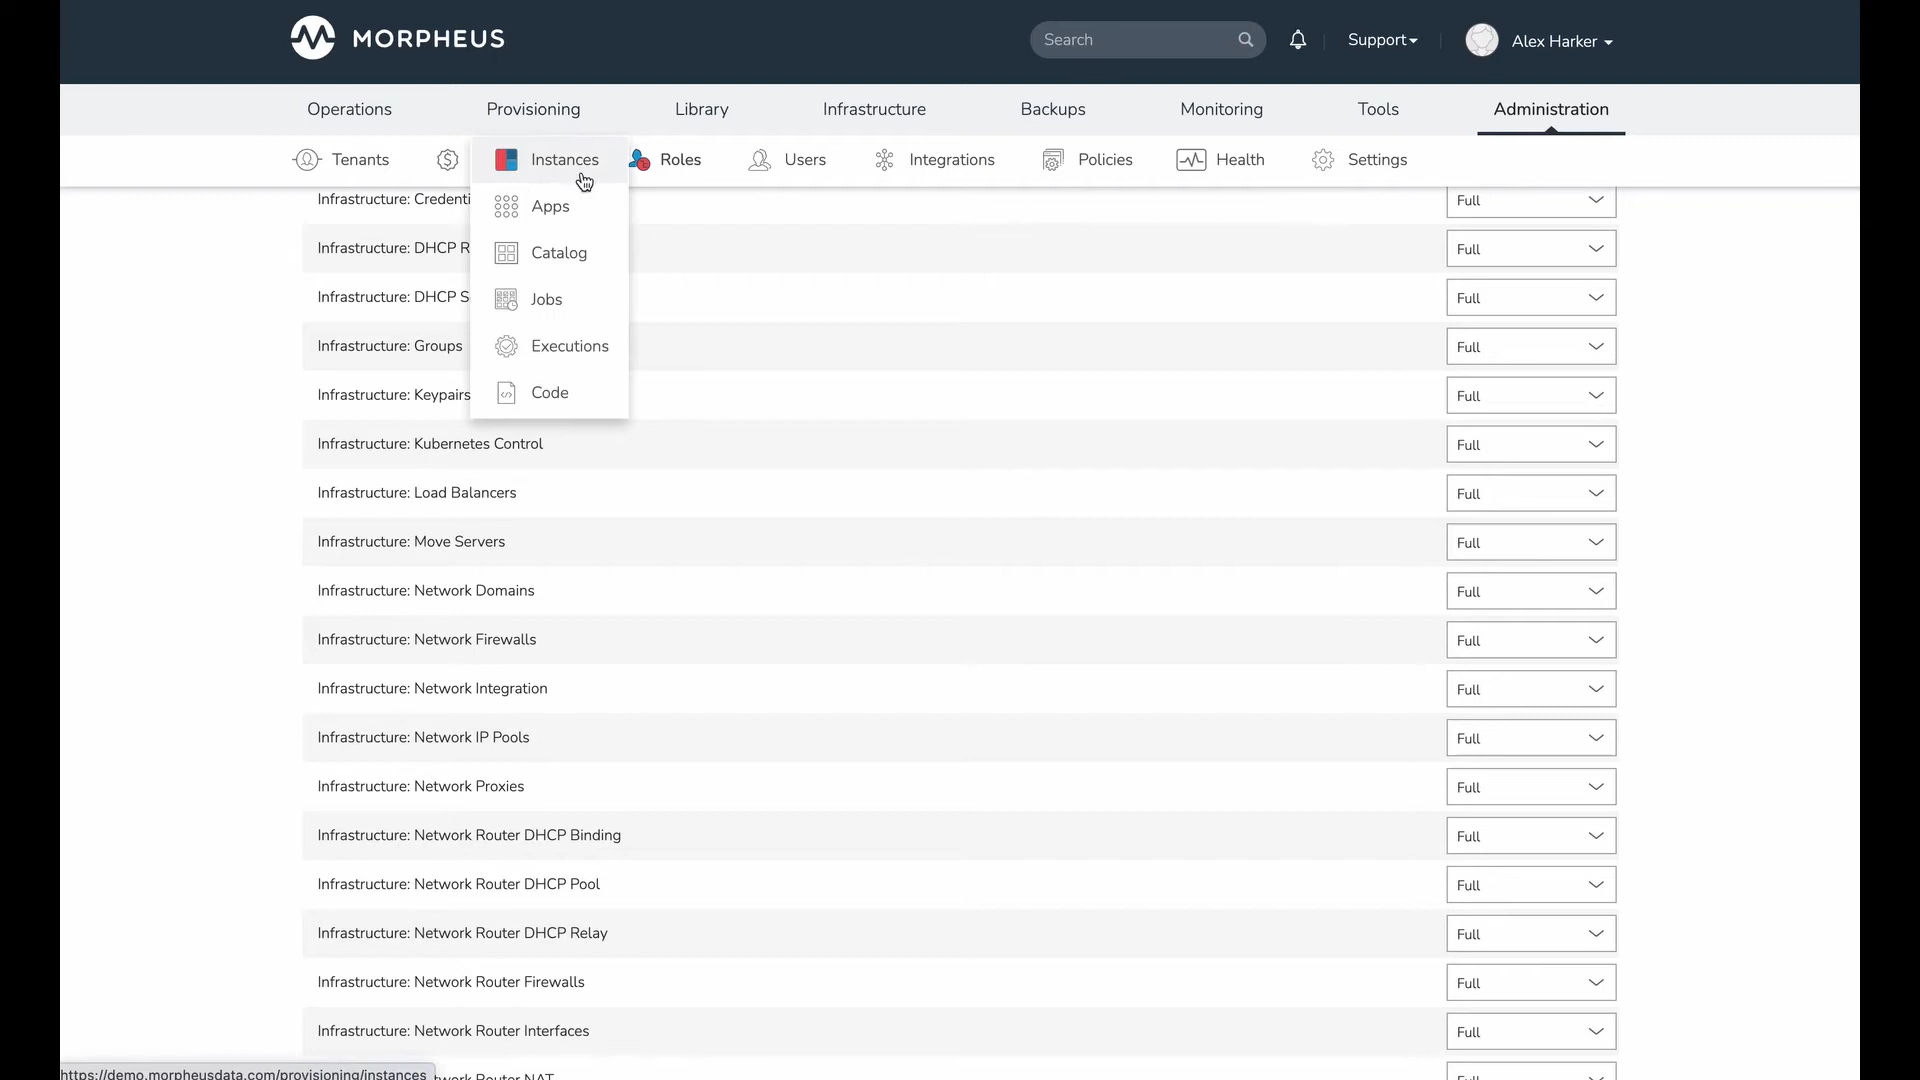 MORPHEUS
Search
Support
Alex Harker
Operations
Provisioning
Library
Infrastructure
Backups
Monitoring
Tools
Administration
Tenants
Instances
Roles
Users
Integrations
Policies
Health
Settings
Apps
Catalog
Jobs
Executions
Code
Infrastructure: Credenti
Full
Infrastructure: DHCP R
Full
Infrastructure: DHCP S
Full
Infrastructure: Groups
Full
Infrastructure: Keypairs
Full
Infrastructure: Kubernetes Control
Full
Infrastructure: Load Balancers
Full
Infrastructure: Move Servers
Full
Infrastructure: Network Domains
Full
Infrastructure: Network Firewalls
Full
Infrastructure: Network Integration
Full
Infrastructure: Network IP Pools
Full
Infrastructure: Network Proxies
Full
Infrastructure: Network Router DHCP Binding
Full
Infrastructure: Network Router DHCP Pool
Full
Infrastructure: Network Router DHCP Relay
Full
Infrastructure: Network Router Firewalls
Full
Infrastructure: Network Router Interfaces
Full
https://demo.morpheusdata.com/provisioning/instances
twork Router NAT
Full